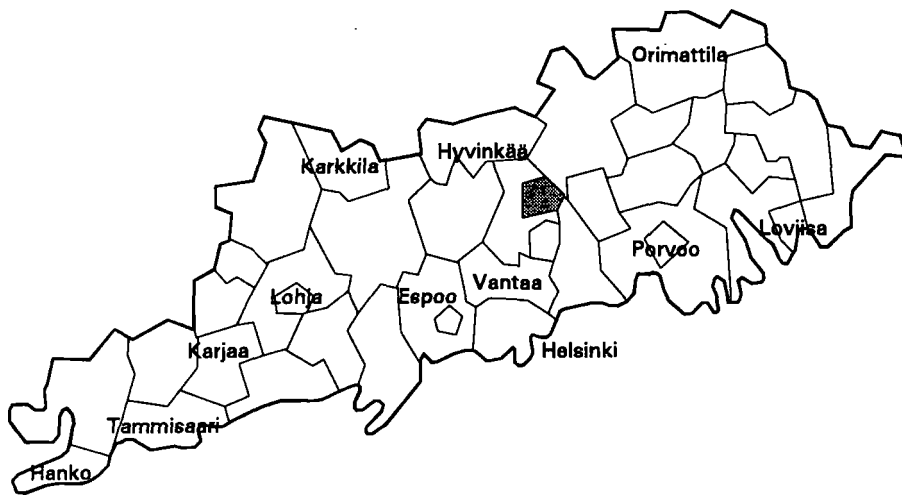 Orimattila
Karkkila
Hyvinkää
Loviisa
Porvoo
Vantaa
Espoo
Lohja
Karjaa
Helsinki
Tammisaari
Hanko